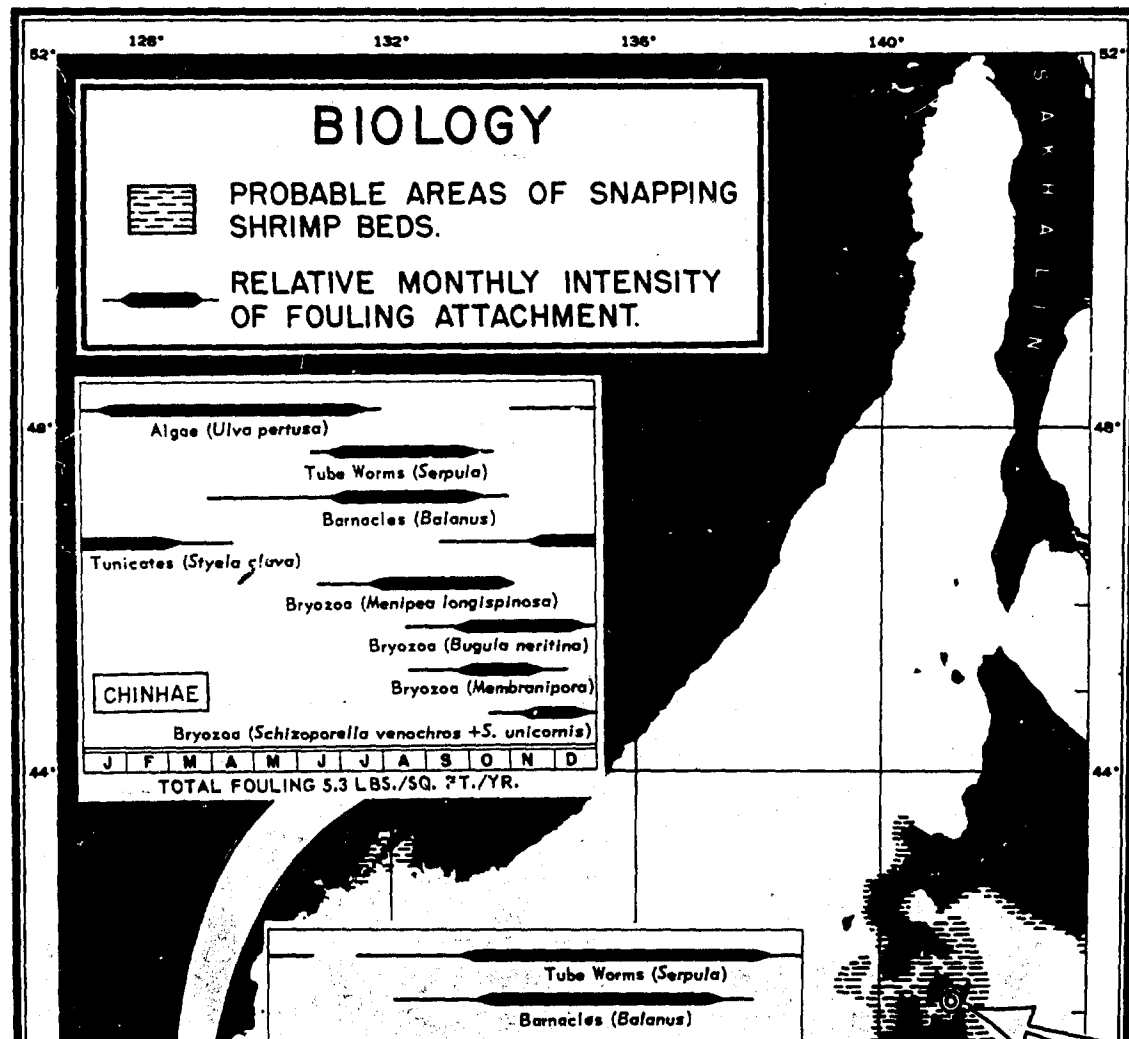 128° 132° 136° 140°
52° 52°
BIOLOGY
PROBABLE AREAS OF SNAPPING
SHRIMP BEDS.
RELATIVE MONTHLY INTENSITY
OF FOULING ATTACHMENT.
SAKHALIN
48° 48°
Algae (Ulva pertusa)
Tube Worms (Serpula)
Barnacles (Balanus)
Tunicates (Styela clava)
Bryozoa (Menipea longispinosa)
Bryozoa (Bugula neritina)
Bryozoa (Membranipora)
CHINHAE
Bryozoa (Schizoporella venochros + S. unicornis)
J F M A M J J A S O N D
44° 44°
TOTAL FOULING 5.3 LBS./SQ. FT./YR.
Tube Worms (Serpula)
Barnacles (Balanus)